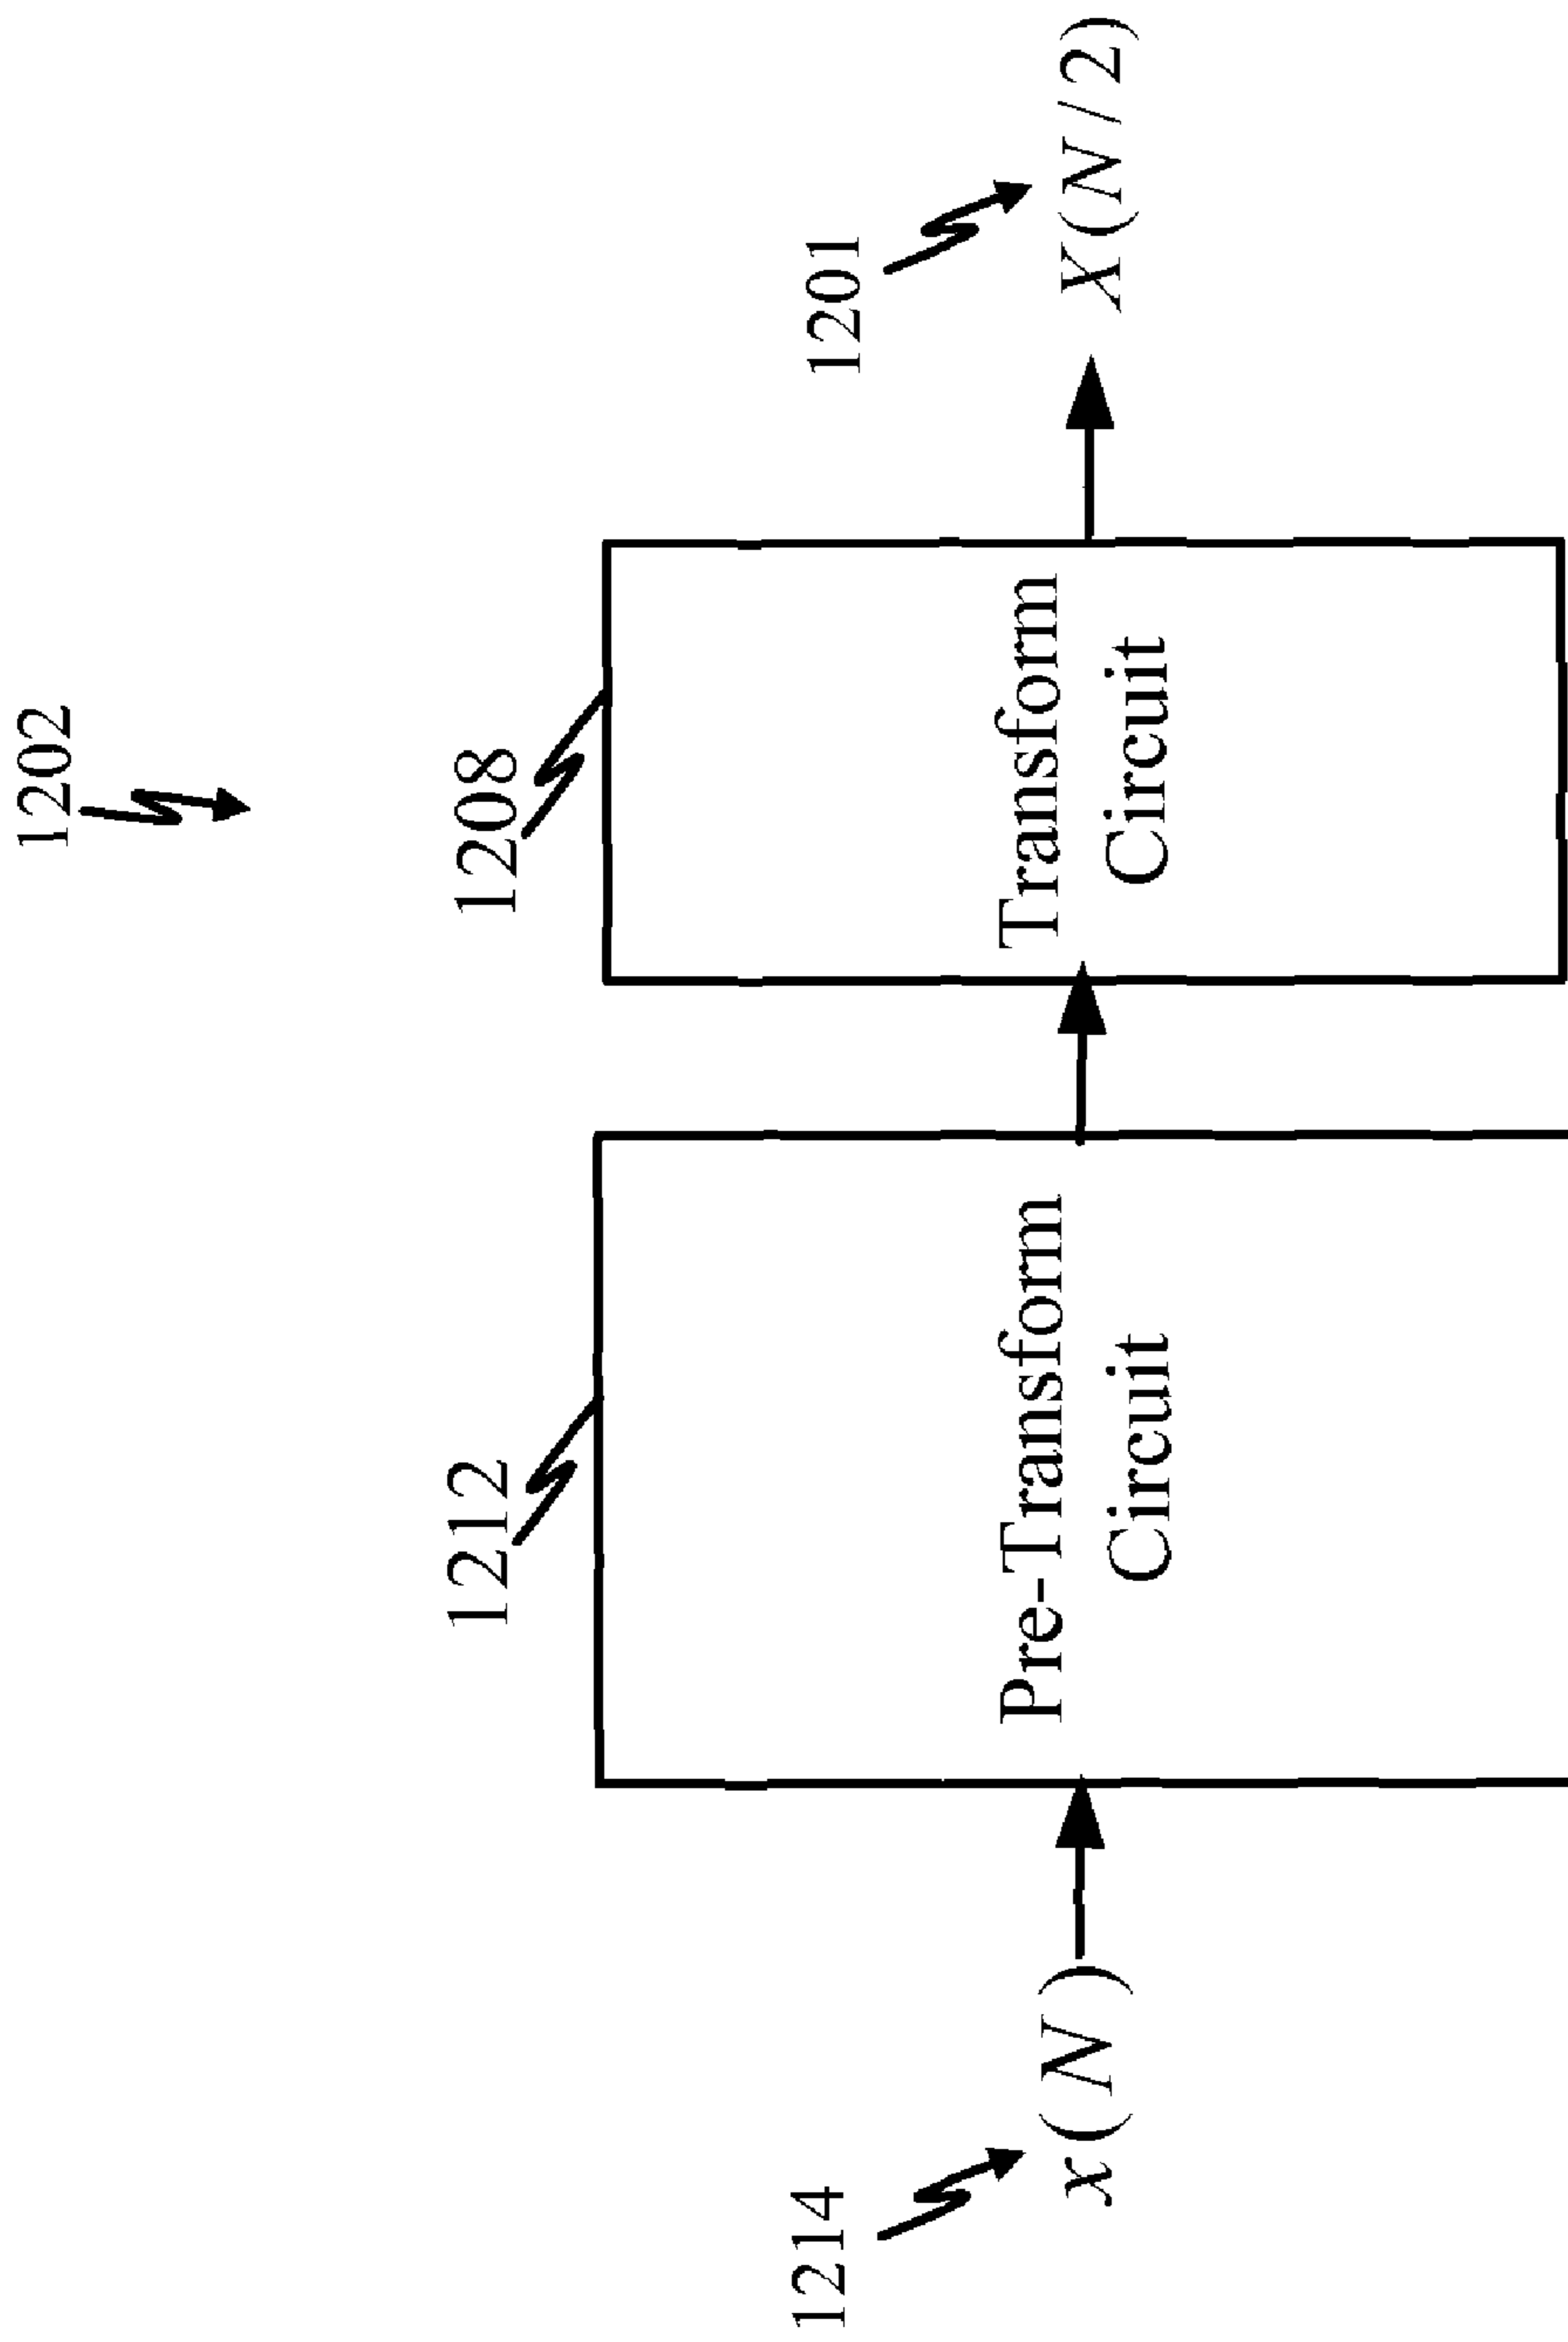 1202
1208
1212
1201
1214
Pre-Transform
Circuit
Transform
Circuit
x(N)
X(N/2)